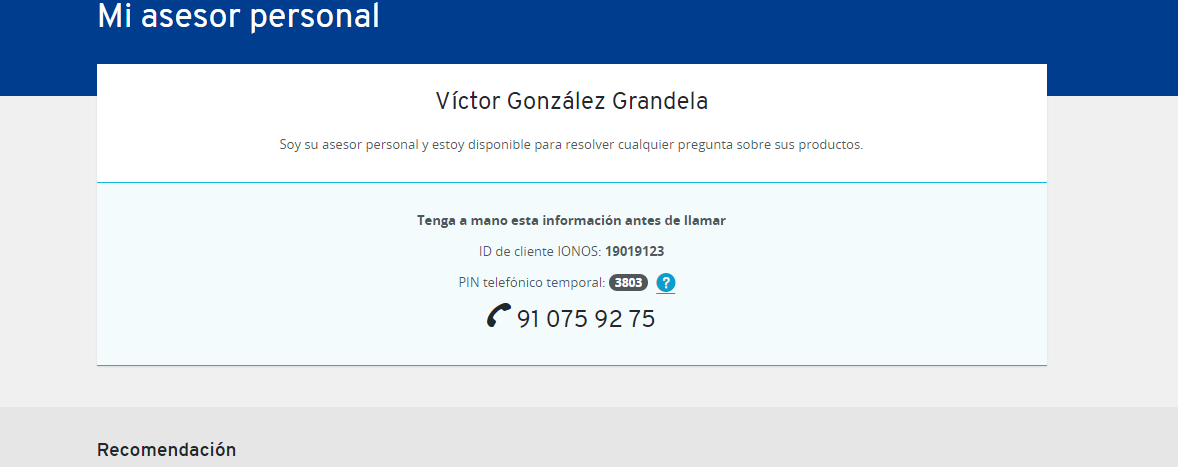 Mi asesor personal
Víctor González Grandela
Soy su asesor personal y estoy disponible para resolver cualquier pregunta sobre sus productos.
Tenga a mano esta información antes de llamar
ID de cliente IONOS: 19019123
PIN telefónico temporal: 3803 ?
91 075 92 75
Recomendación